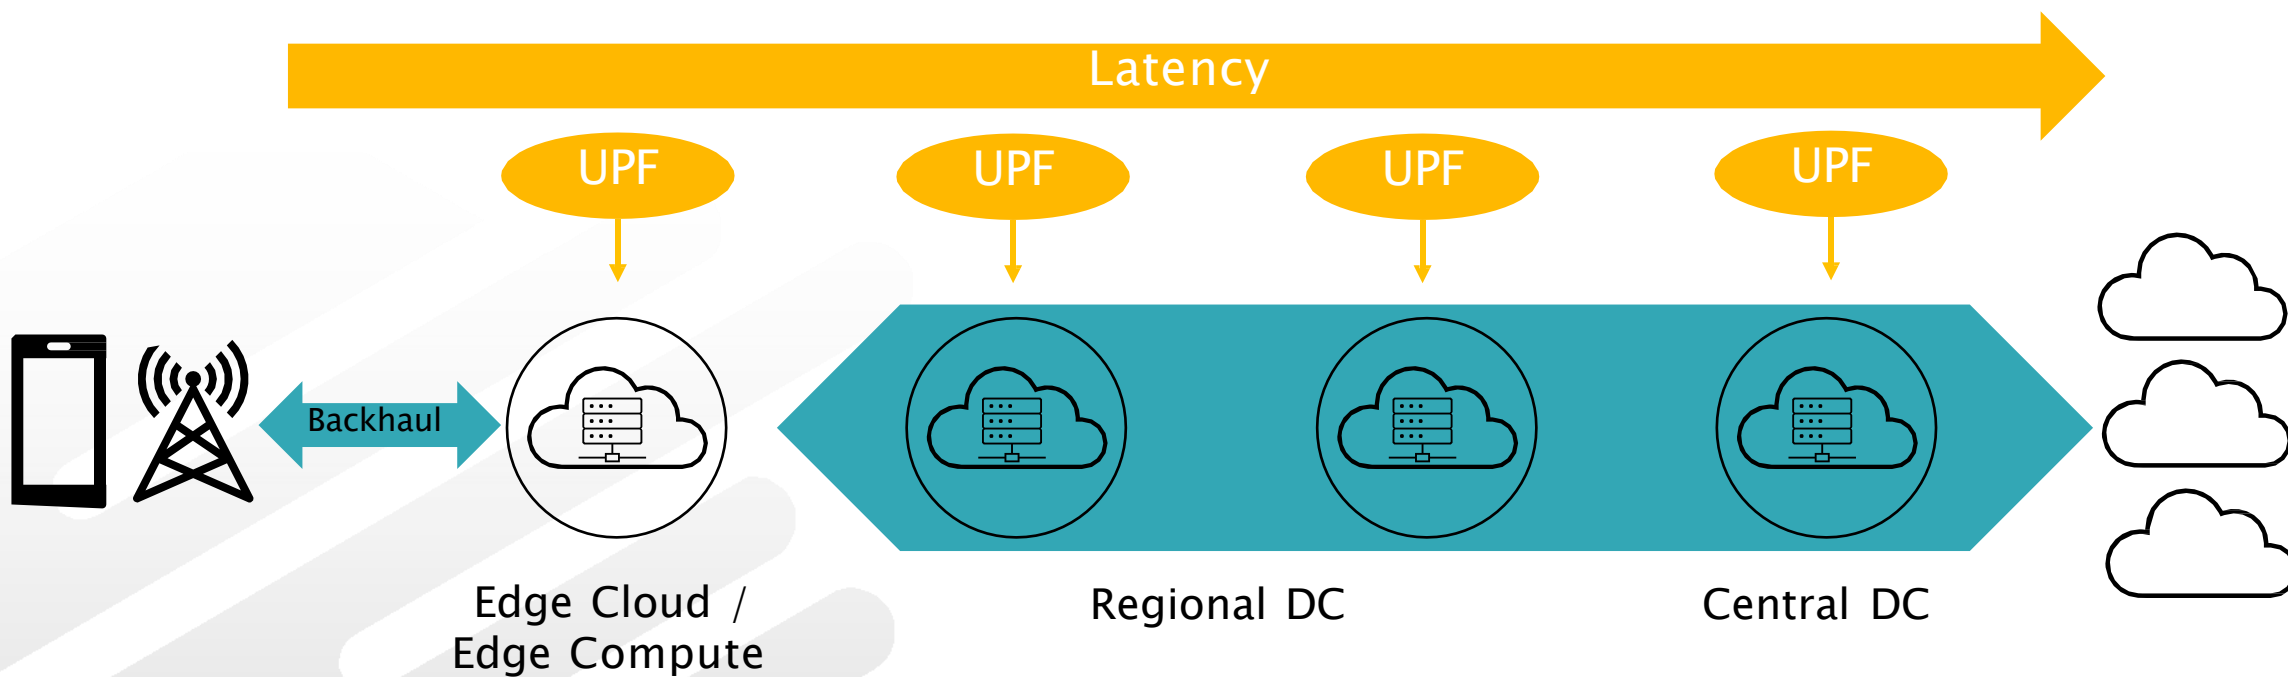 Latency
UPF
UPF
UPF
UPF
Backhaul
Edge Cloud /
Edge Compute
Regional DC
Central DC